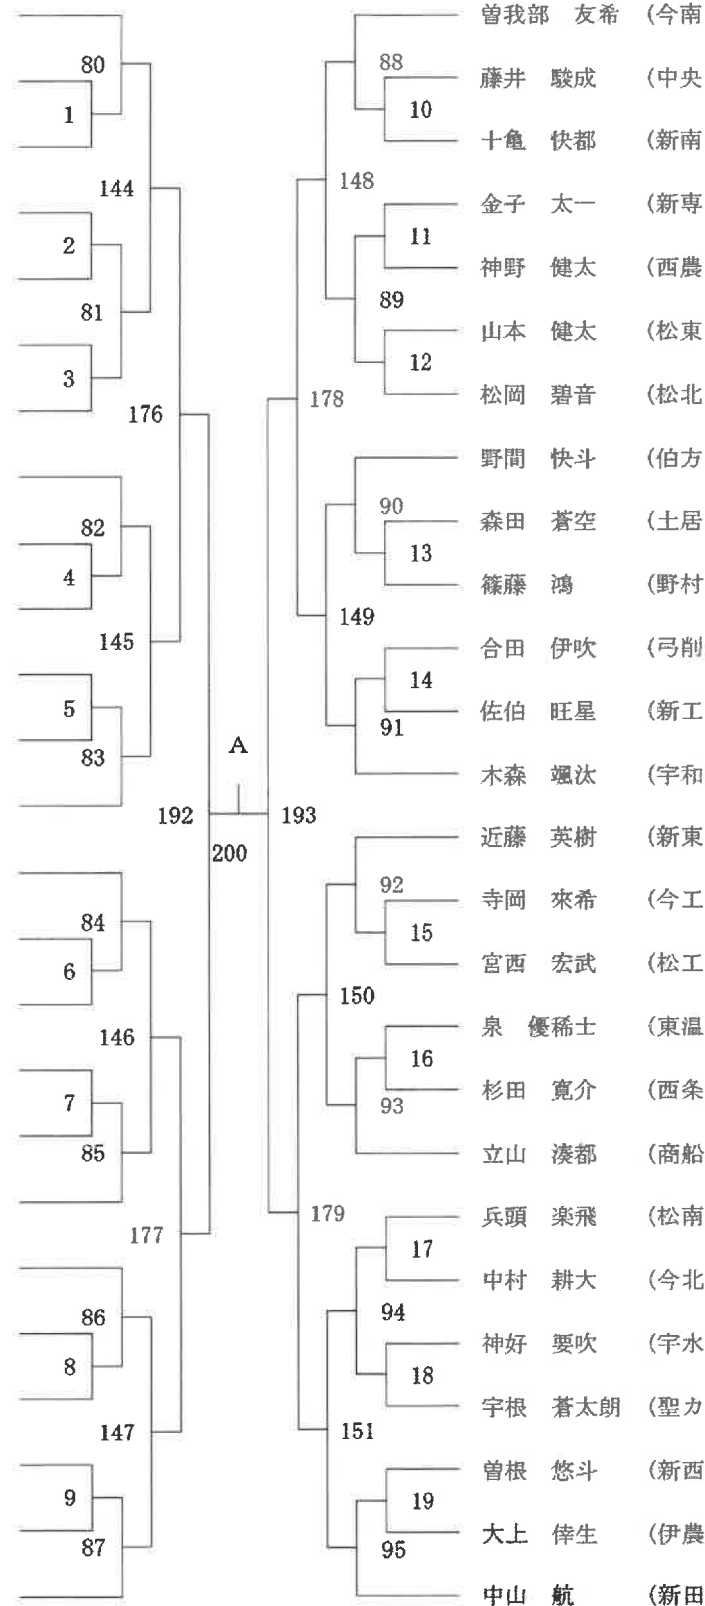 曽我部 友希 (今南
80
88
藤井 駿成 (中央
1
10
十亀 快都 (新南
144
148
金子 太一 (新専
2
11
神野 健太 (西農
81
89
山本 健太 (松東
3
12
松岡 碧音 (松北
176
178
野間 快斗 (伯方
82
90
森田 蒼空 (土居
4
13
篠藤 鴻 (野村
145
149
合田 伊吹 (弓削
5
14
佐伯 旺星 (新工
83
91
A
木森 颯汰 (宇和
192
193
近藤 英樹 (新東
200
84
92
寺岡 來希 (今工
6
15
宮西 宏武 (松工
146
150
泉 優稀士 (東温
7
16
杉田 寛介 (西条
85
93
立山 湊都 (商船
177
179
兵頭 楽飛 (松南
17
中村 耕大 (今北
86
94
神好 要吹 (宇水
8
18
宇根 蒼太朗 (聖カ
147
151
曽根 悠斗 (新西
9
19
大上 倖生 (伊農
87
95
中山 航 (新田